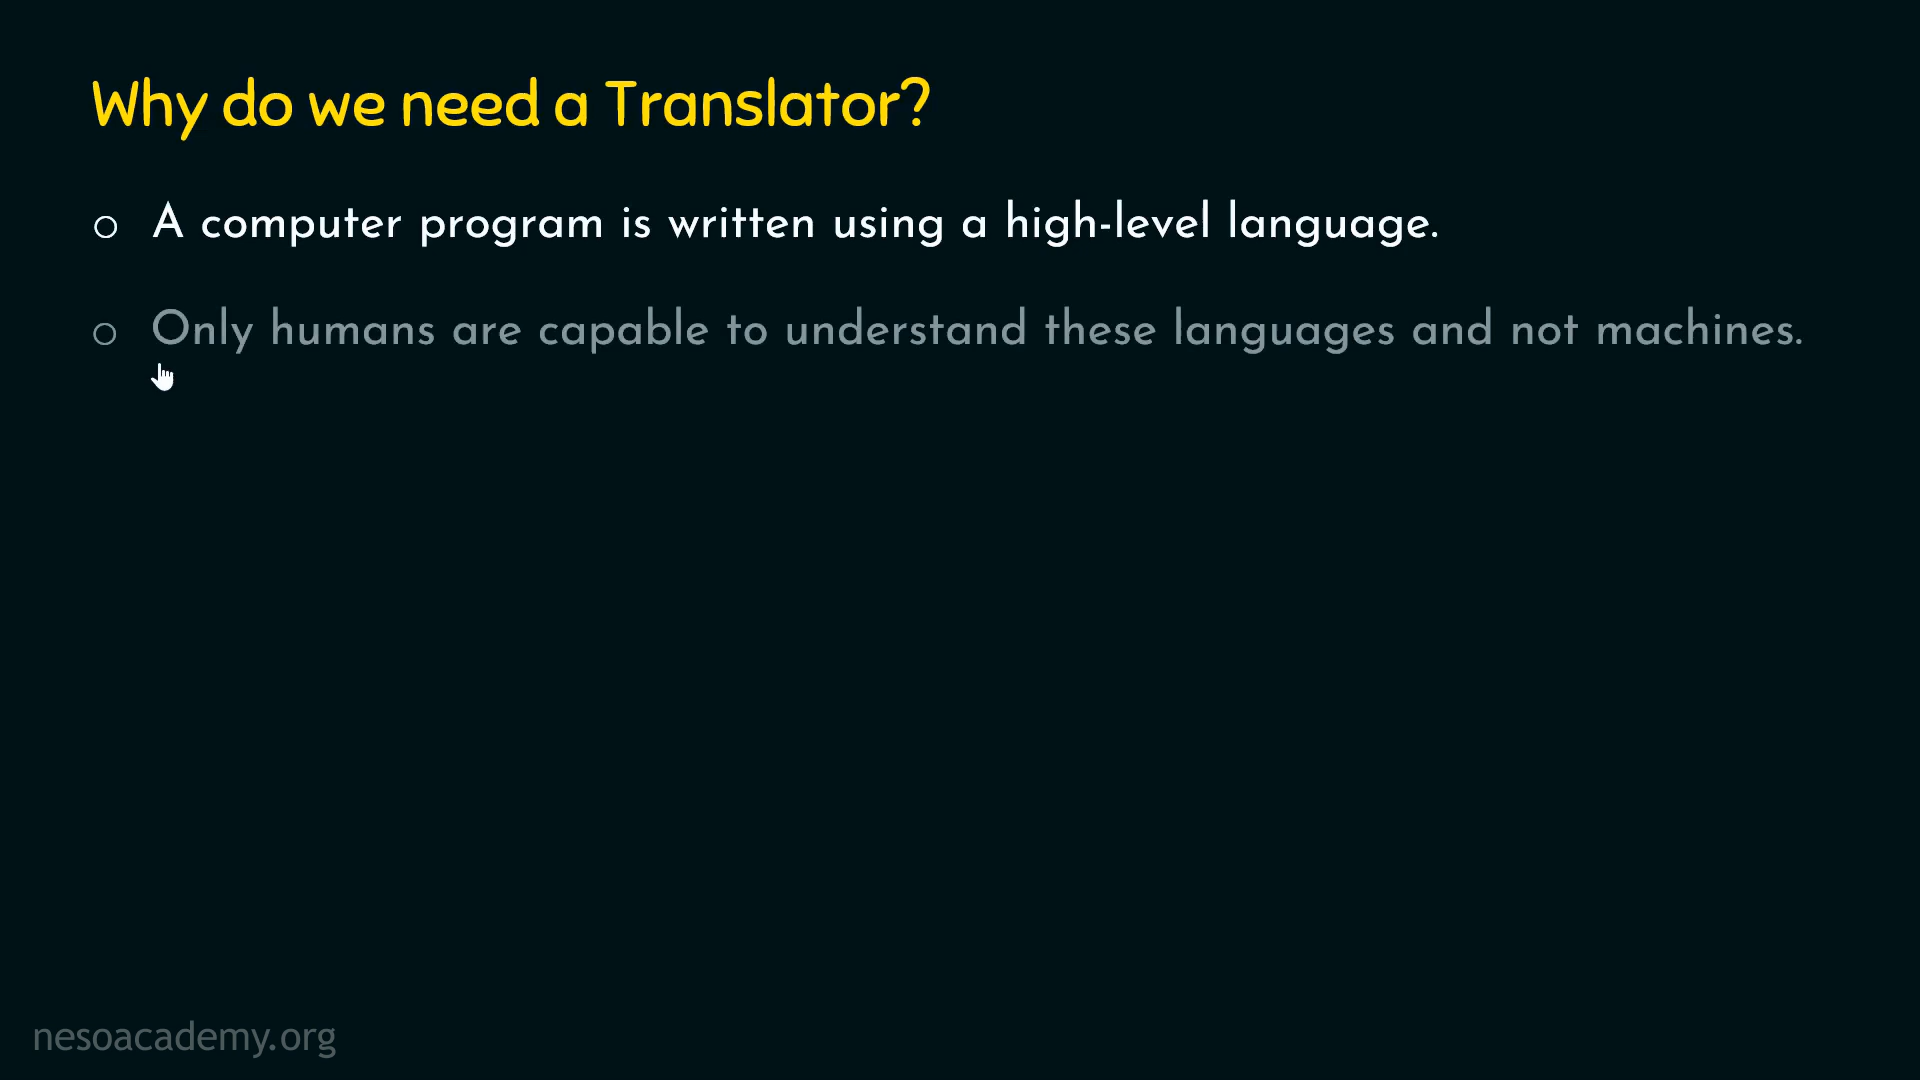 Why do we need a Translator?
○ A computer program is written using a high-level language.
○ Only humans are capable to understand these languages and not machines.
nesoacademy.org